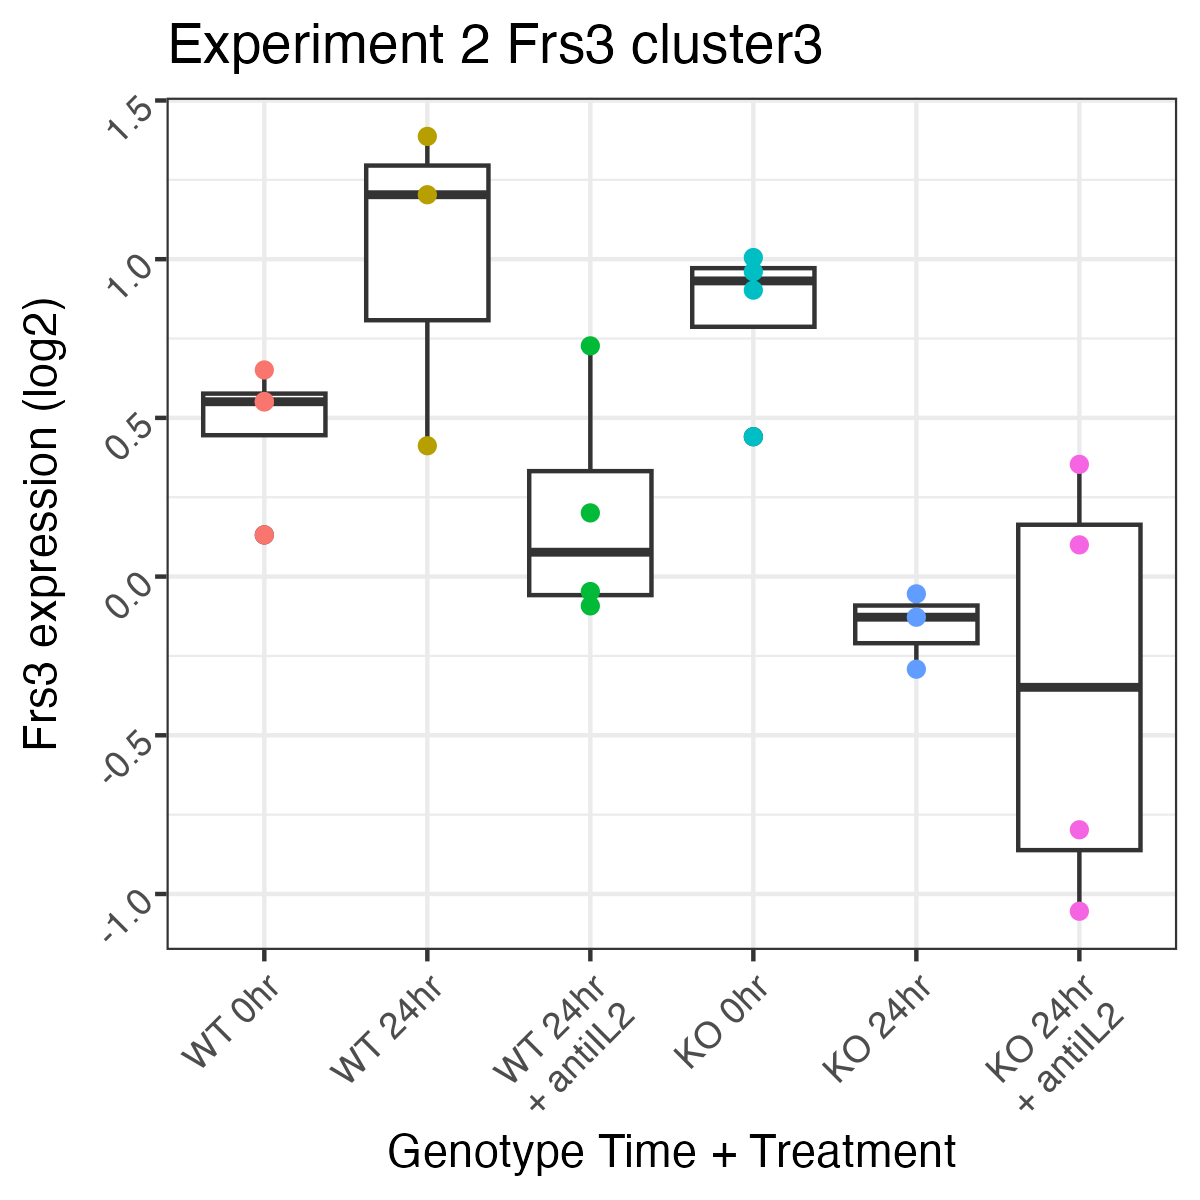 Experiment 2 Frs3 cluster3
Frs3 expression (log2)
1.5
1.0
0.5
0.0
-0.5
-1.0
WT 0hr
WT 24hr
WT 24hr
+ antiIL2
KO 0hr
KO 24hr
KO 24hr
+ antiIL2
Genotype Time + Treatment